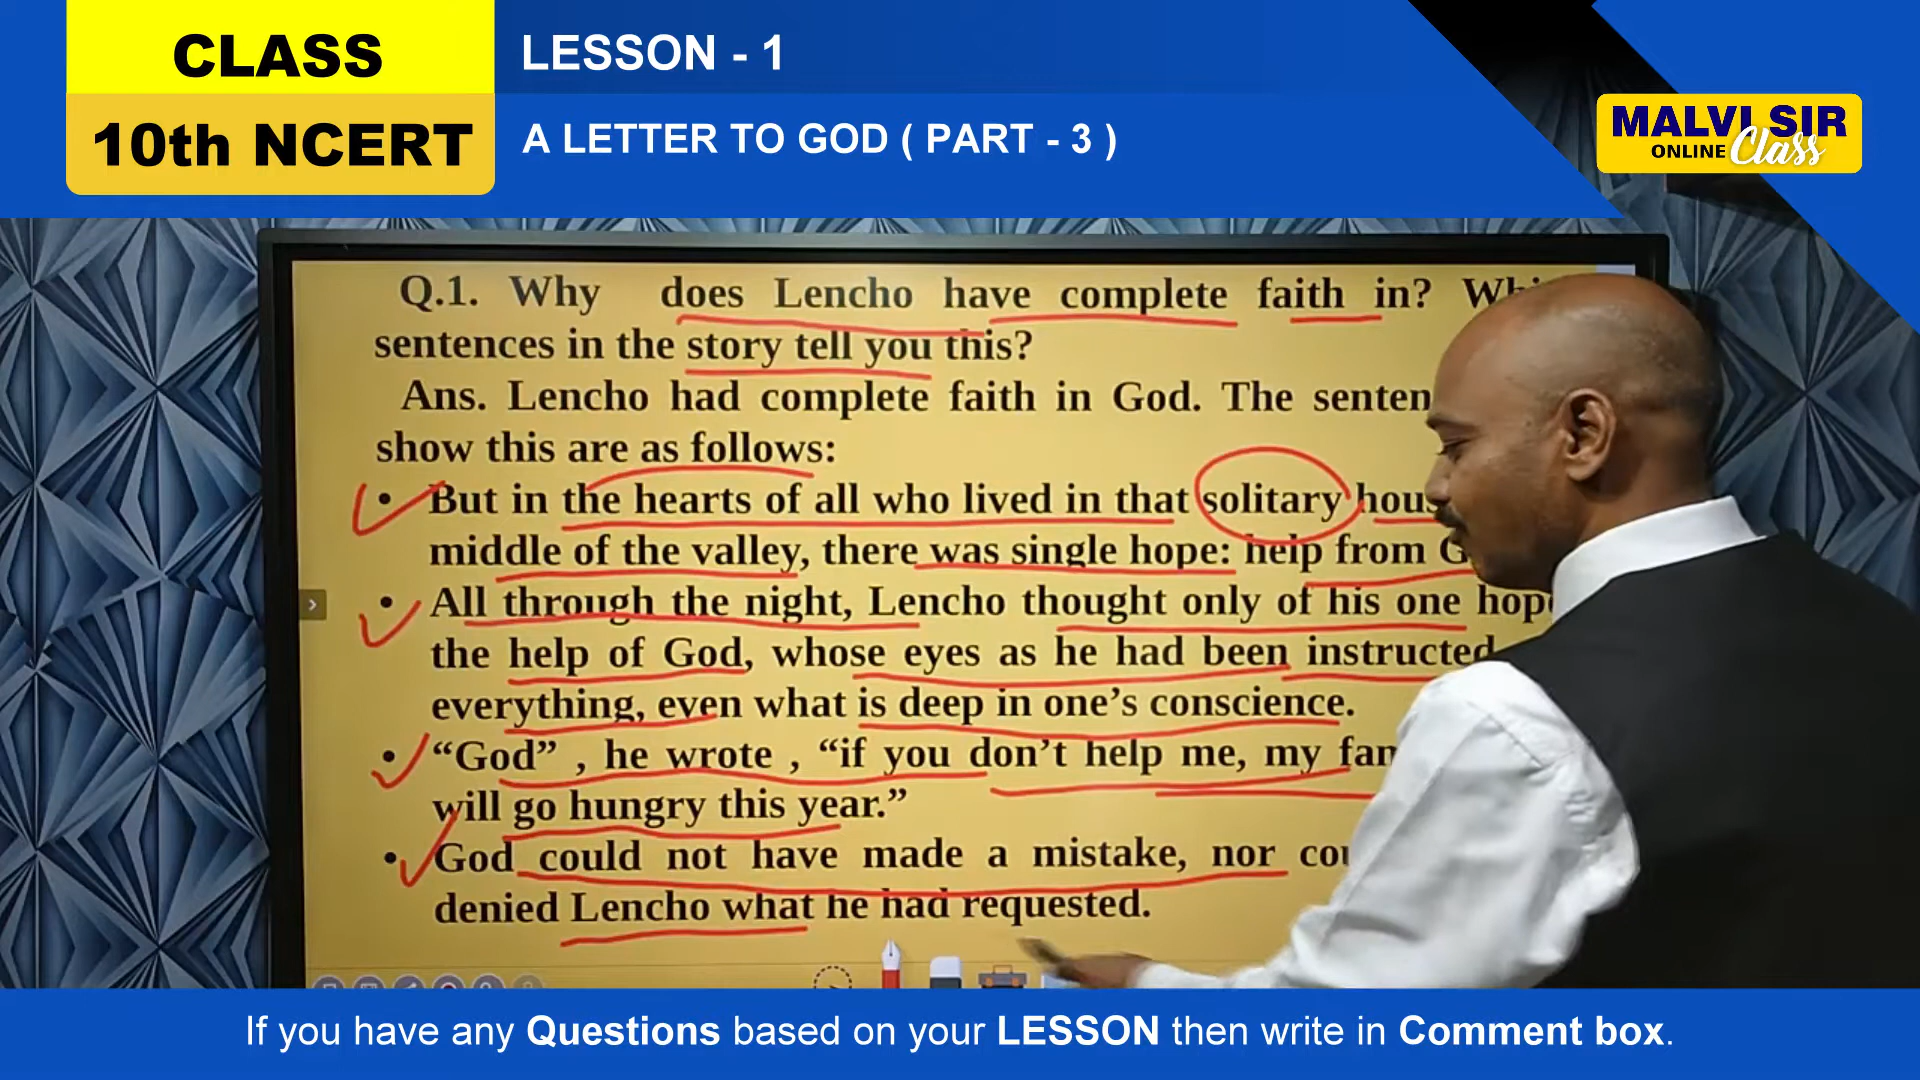 CLASS
10th NCERT
LESSON - 1
A LETTER TO GOD ( PART - 3 )
MALVI SIR
ONLINE Class
Q.1. Why does Lencho have complete faith in?
sentences in the story tell you this?
Ans. Lencho had complete faith in God. The
show this are as follows:
• But in the hearts of all who lived in that solitary
middle of the valley, there was single hope: help from
• All through the night, Lencho thought only of his one
the help of God, whose eyes as he had been instructed
everything, even what is deep in one's conscience.
• “God” , he wrote , “if you don't help me, my
will go hungry this year.”
• God could not have made a mistake, nor
denied Lencho what he had requested.
If you have any Questions based on your LESSON then write in Comment box.